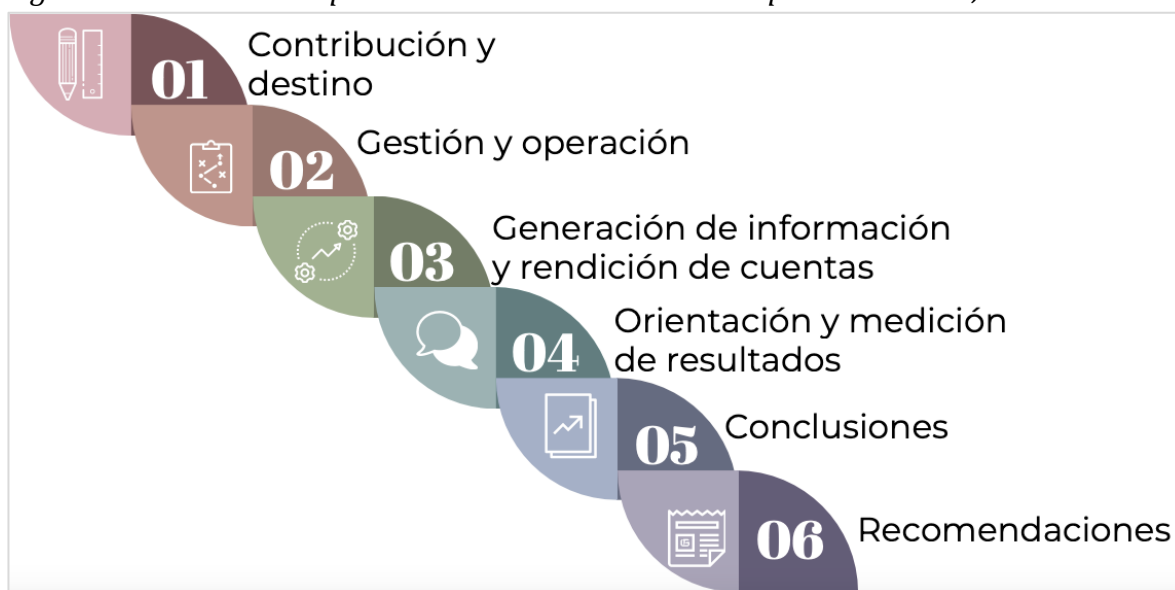 01
Contribución y
destino
02
Gestión y operación
03
Generación de información
y rendición de cuentas
04
Orientación y medición
de resultados
05
Conclusiones
06
Recomendaciones